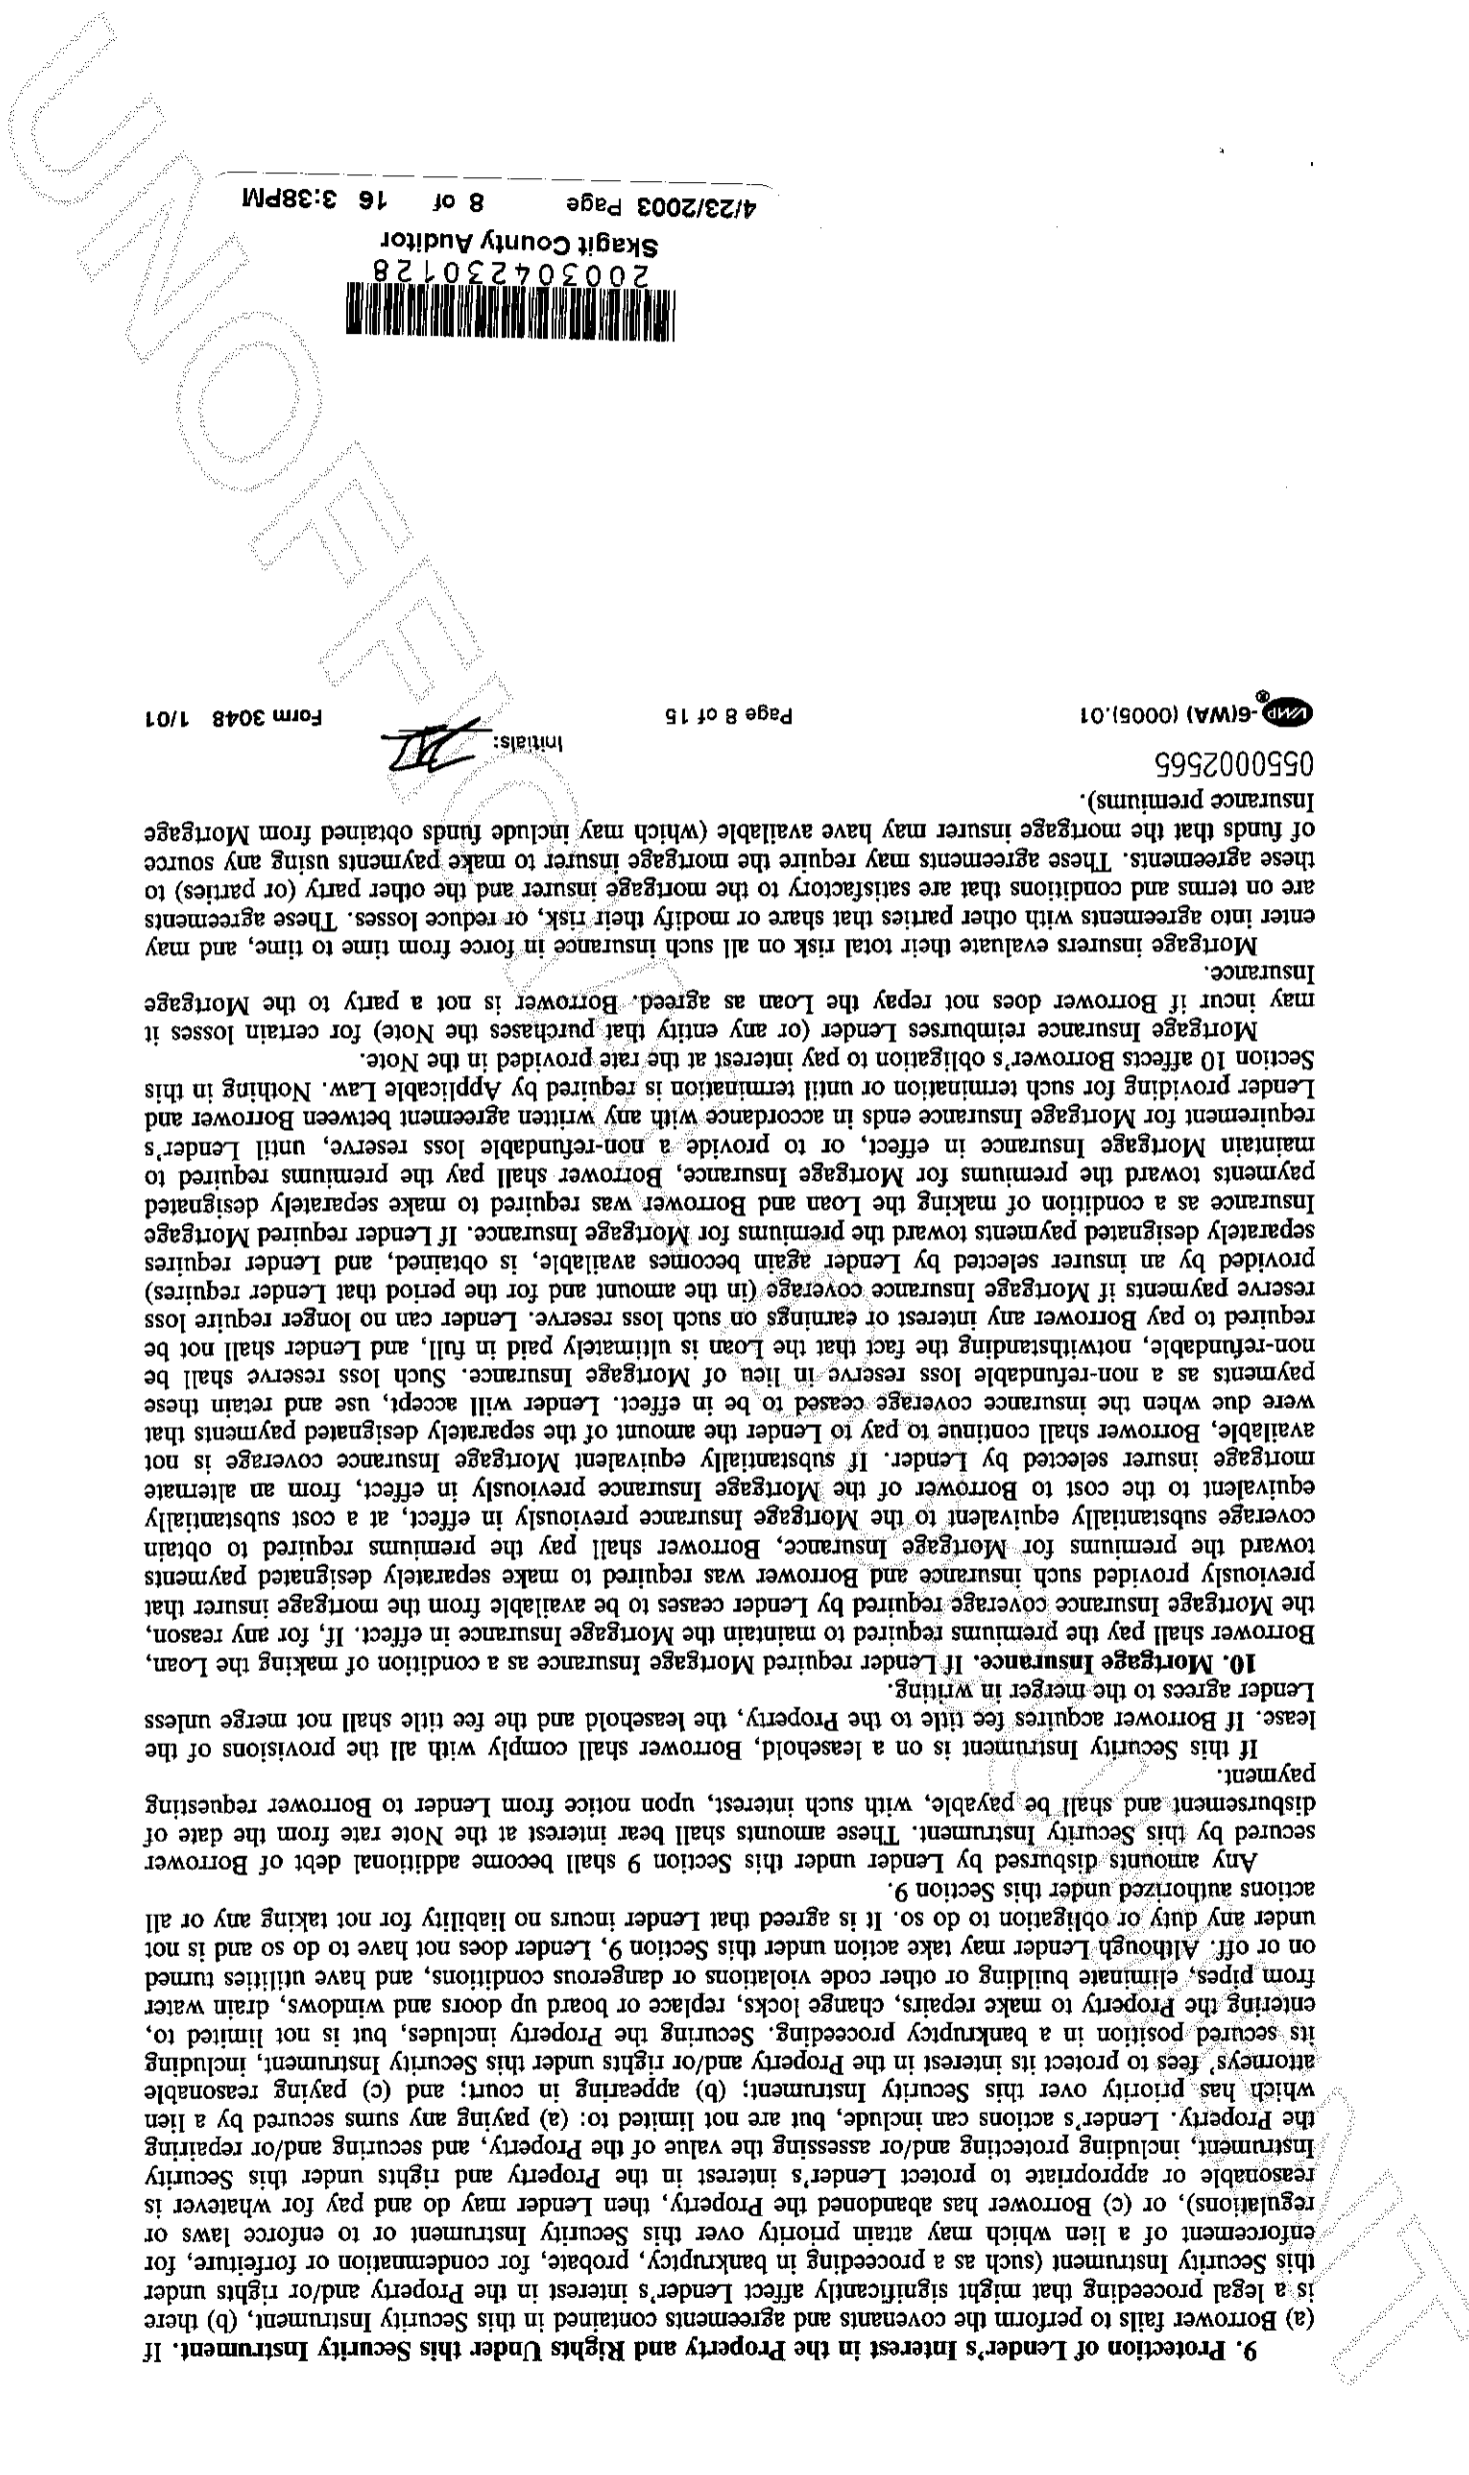 9. Protection of Lender's Interest in the Property and Rights Under this Security Instrument. If
(a) Borrower fails to perform the covenants and agreements contained in this Security Instrument, (b) there
is a legal proceeding that might significantly affect Lender's interest in the Property and/or rights under
this Security Instrument (such as a proceeding in bankruptcy, probate, for condemnation or forfeiture, for
enforcement of a lien which may attain priority over this Security Instrument or to enforce laws or
regulations), or (c) Borrower has abandoned the Property, then Lender may do and pay for whatever is
reasonable or appropriate to protect Lender's interest in the Property and rights under this Security
Instrument, including protecting and/or assessing the value of the Property, and securing and/or repairing
the Property. Lender's actions can include, but are not limited to: (a) paying any sums secured by a lien
which has priority over this Security Instrument; (b) appearing in court; and (c) paying reasonable
attorneys' fees to protect its interest in the Property and/or rights under this Security Instrument, including
its secured position in a bankruptcy proceeding. Securing the Property includes, but is not limited to,
entering the Property to make repairs, change locks, replace or board up doors and windows, drain water
from pipes, eliminate building or other code violations or dangerous conditions, and have utilities turned
on or off. Although Lender may take action under this Section 9, Lender does not have to do so and is not
under any duty or obligation to do so. It is agreed that Lender incurs no liability for not taking any or all
actions authorized under this Section 9.
Any amounts disbursed by Lender under this Section 9 shall become additional debt of Borrower
secured by this Security Instrument. These amounts shall bear interest at the Note rate from the date of
disbursement and shall be payable, with such interest, upon notice from Lender to Borrower requesting
payment.
If this Security Instrument is on a leasehold, Borrower shall comply with all the provisions of the
lease. If Borrower acquires fee title to the Property, the leasehold and the fee title shall not merge unless
Lender agrees to the merger in writing.
10. Mortgage Insurance. If Lender required Mortgage Insurance as a condition of making the Loan,
Borrower shall pay the premiums required to maintain the Mortgage Insurance in effect. If, for any reason,
the Mortgage Insurance coverage required by Lender ceases to be available from the mortgage insurer that
previously provided such insurance and Borrower was required to make separately designated payments
toward the premiums for Mortgage Insurance, Borrower shall pay the premiums required to obtain
coverage substantially equivalent to the Mortgage Insurance previously in effect, at a cost substantially
equivalent to the cost to Borrower of the Mortgage Insurance previously in effect, from an alternate
mortgage insurer selected by Lender. If substantially equivalent Mortgage Insurance coverage is not
available, Borrower shall continue to pay to Lender the amount of the separately designated payments that
were due when the insurance coverage ceased to be in effect. Lender will accept, use and retain these
payments as a non-refundable loss reserve in lieu of Mortgage Insurance. Such loss reserve shall be
non-refundable, notwithstanding the fact that the Loan is ultimately paid in full, and Lender shall not be
required to pay Borrower any interest or earnings on such loss reserve. Lender can no longer require loss
reserve payments if Mortgage Insurance coverage (in the amount and for the period that Lender requires)
provided by an insurer selected by Lender again becomes available, is obtained, and Lender requires
separately designated payments toward the premiums for Mortgage Insurance. If Lender required Mortgage
Insurance as a condition of making the Loan and Borrower was required to make separately designated
payments toward the premiums for Mortgage Insurance, Borrower shall pay the premiums required to
maintain Mortgage Insurance in effect, or to provide a non-refundable loss reserve, until Lender's
requirement for Mortgage Insurance ends in accordance with any written agreement between Borrower and
Lender providing for such termination or until termination is required by Applicable Law. Nothing in this
Section 10 affects Borrower's obligation to pay interest at the rate provided in the Note.
Mortgage Insurance reimburses Lender (or any entity that purchases the Note) for certain losses it
may incur if Borrower does not repay the Loan as agreed. Borrower is not a party to the Mortgage
Insurance.
Mortgage insurers evaluate their total risk on all such insurance in force from time to time, and may
enter into agreements with other parties that share or modify their risk, or reduce losses. These agreements
are on terms and conditions that are satisfactory to the mortgage insurer and the other party (or parties) to
these agreements. These agreements may require the mortgage insurer to make payments using any source
of funds that the mortgage insurer may have available (which may include funds obtained from Mortgage
Insurance premiums).
0550002565
Initials:
VMP®-6(WA) (0005).01 Page 8 of 15 Form 3048 1/01
200304230128
Skagit County Auditor
4/23/2003 Page 8 of 16 3:38PM
UNOFFICIAL DOCUMENT